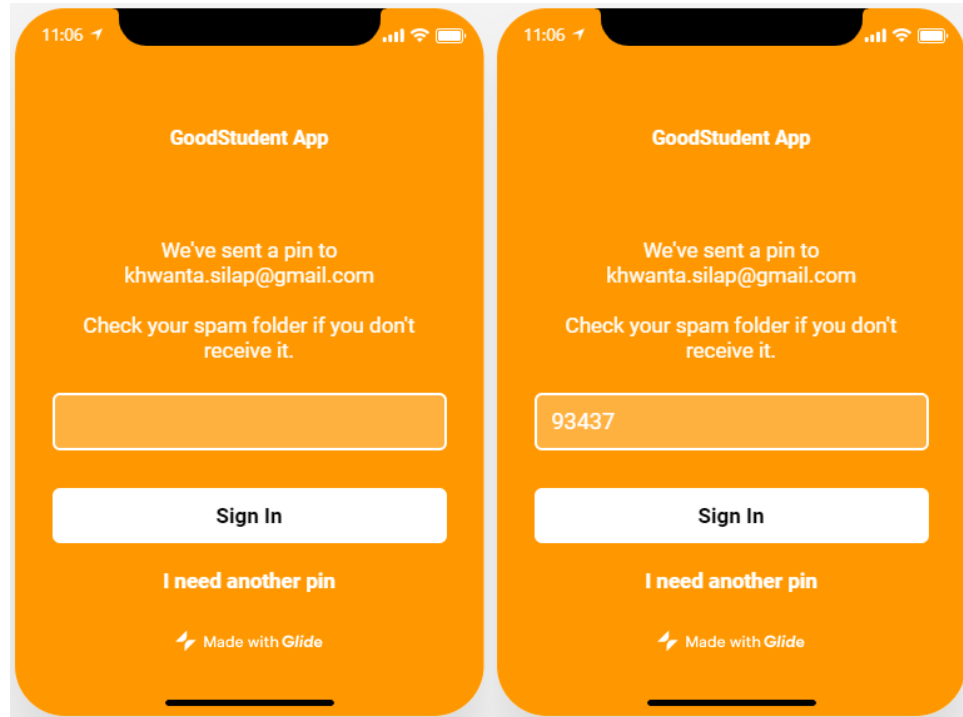 11:06
GoodStudent App
We've sent a pin to
khwanta.silap@gmail.com
Check your spam folder if you don't
receive it.
Sign In
I need another pin
Made with Glide
11:06
GoodStudent App
We've sent a pin to
khwanta.silap@gmail.com
Check your spam folder if you don't
receive it.
93437
Sign In
I need another pin
Made with Glide